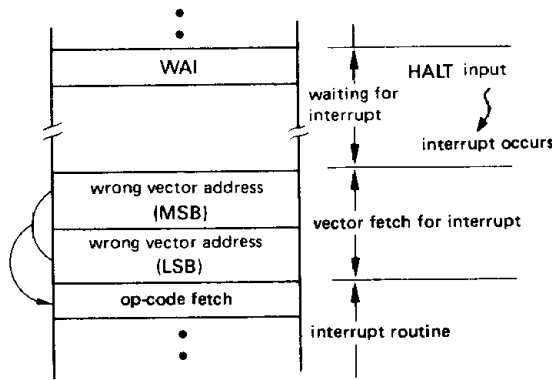 WAI
HALT input
waiting for
interrupt
interrupt occurs
wrong vector address
(MSB)
vector fetch for interrupt
wrong vector address
(LSB)
op-code fetch
interrupt routine